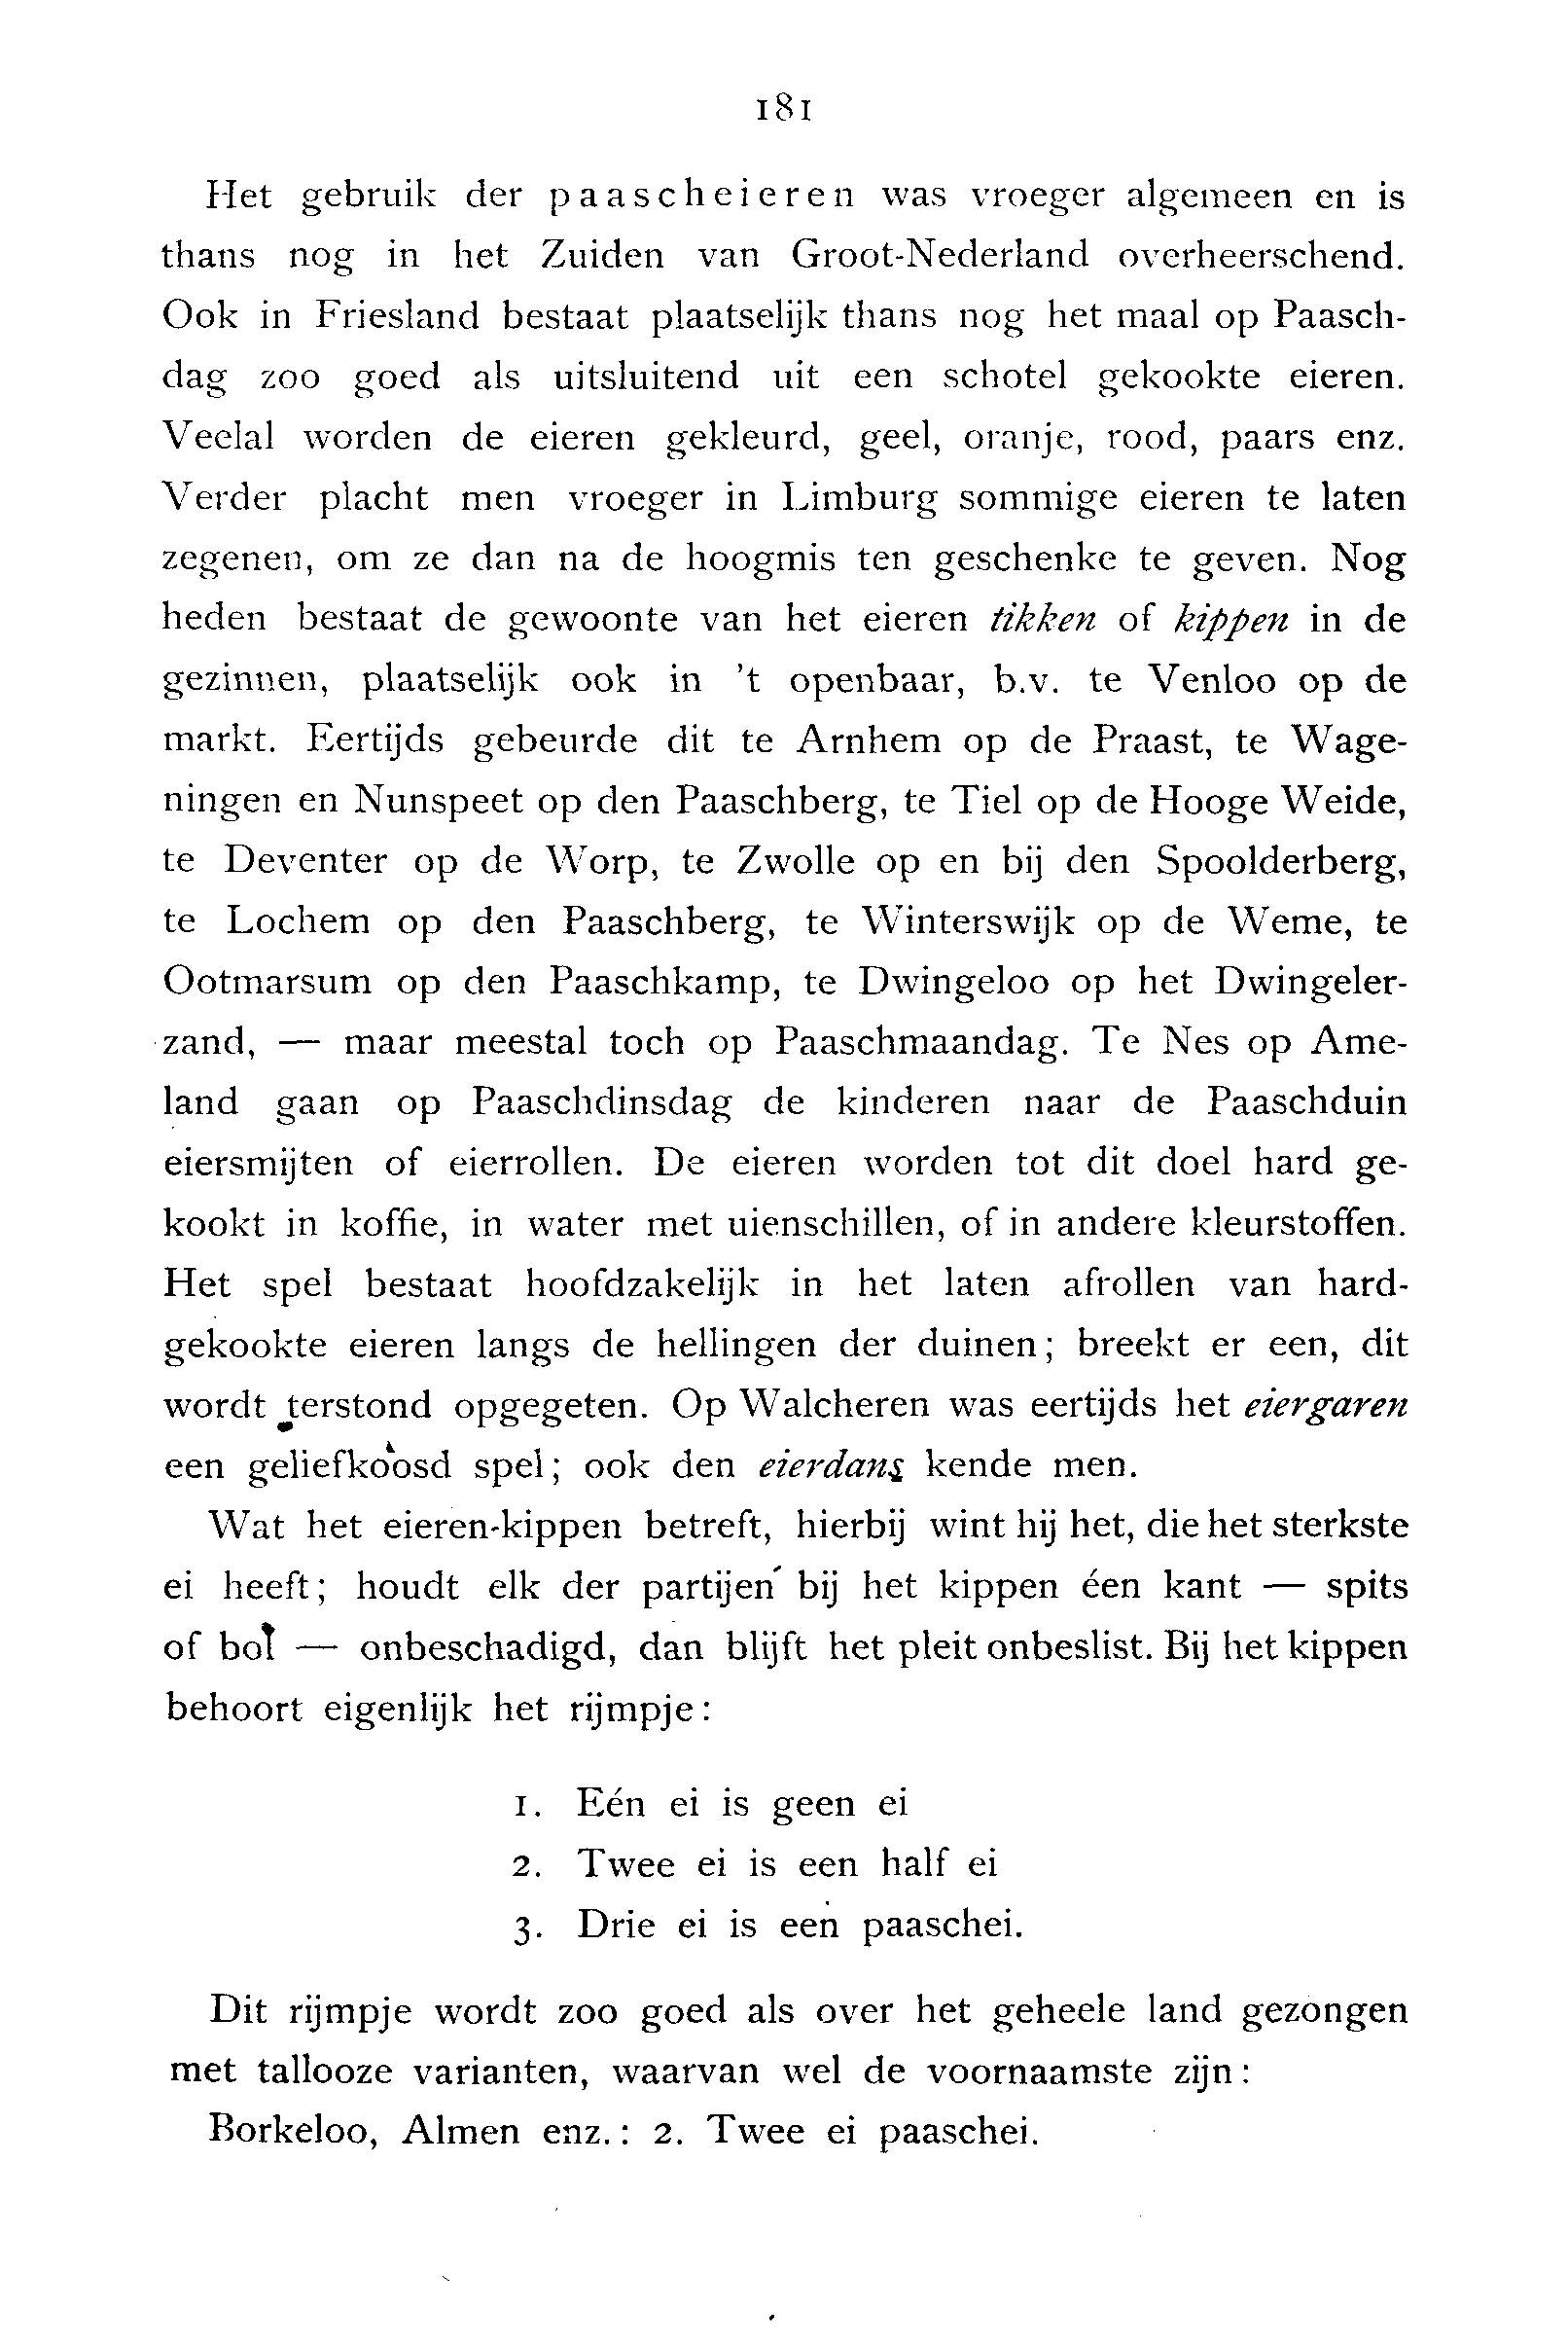 181
Het gebruik der paascheieren was vroeger algemeen en is
thans nog in het Zuiden van Groot-Nederland overheerschend.
Ook in Friesland bestaat plaatselijk thans nog het maal op Paasch-
dag zoo goed als uitsluitend uit een schotel gekookte eieren.
Veelal worden de eieren gekleurd, geel, oranje, rood, paars enz.
Verder placht men vroeger in Limburg sommige eieren te laten
zegenen, om ze dan na de hoogmis ten geschenke te geven. Nog
heden bestaat de gewoonte van het eieren tikken of kippen in de
gezinnen, plaatselijk ook in 't openbaar, b.v. te Venloo op de
markt. Eertijds gebeurde dit te Arnhem op de Praast, te Wage-
ningen en Nunspeet op den Paaschberg, te Tiel op de Hooge Weide,
te Deventer op de Worp, te Zwolle op en bij den Spoolderberg,
te Lochem op den Paaschberg, te Winterswijk op de Weme, te
Ootmarsum op den Paaschkamp, te Dwingeloo op het Dwingeler-
zand, — maar meestal toch op Paaschmaandag. Te Nes op Ame-
land gaan op Paaschdinsdag de kinderen naar de Paaschduin
eiersmijten of eierrollen. De eieren worden tot dit doel hard ge-
kookt in koffie, in water met uienschillen, of in andere kleurstoffen.
Het spel bestaat hoofdzakelijk in het laten afrollen van hard-
gekookte eieren langs de hellingen der duinen; breekt er een, dit
wordt terstond opgegeten. Op Walcheren was eertijds het eiergaren
een geliefkoosd spel; ook den eierdans kende men.
Wat het eieren-kippen betreft, hierbij wint hij het, die het sterkste
ei heeft; houdt elk der partijen bij het kippen één kant — spits
of bol — onbeschadigd, dan blijft het pleit onbeslist. Bij het kippen
behoort eigenlijk het rijmpje:
1. Eén ei is geen ei
2. Twee ei is een half ei
3. Drie ei is een paaschei.
Dit rijmpje wordt zoo goed als over het geheele land gezongen
met tallooze varianten, waarvan wel de voornaamste zijn:
Borkeloo, Almen enz.: 2. Twee ei paaschei.